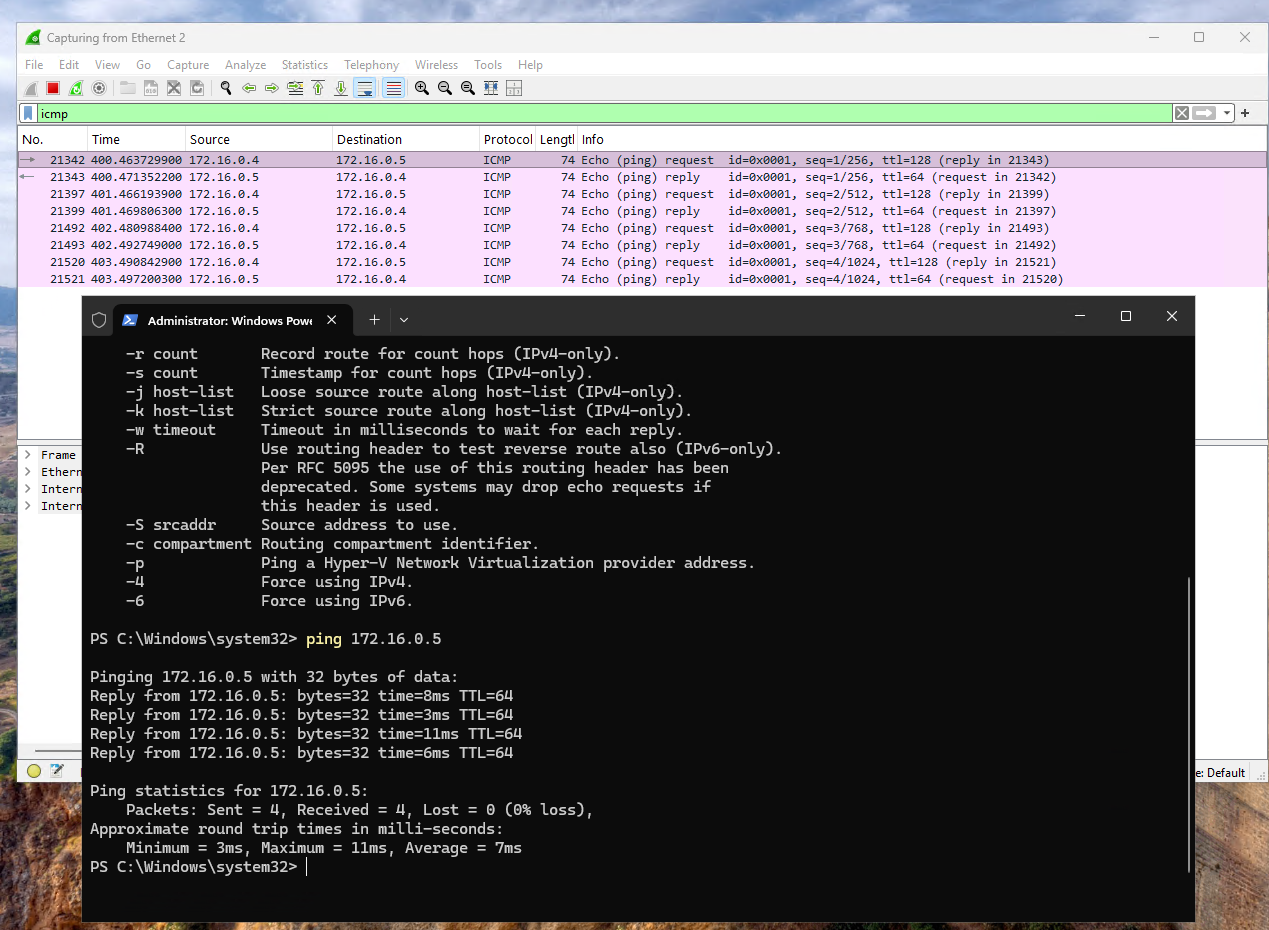 Capturing from Ethernet 2
File Edit View Go Capture Analyze Statistics Telephony Wireless Tools Help
icmp
No. Time Source Destination Protocol Lengtl Info
21342 400.463729900 172.16.0.4 172.16.0.5 ICMP 74 Echo (ping) request id=0x0001, seq=1/256, ttl=128 (reply in 21343)
21343 400.471352200 172.16.0.5 172.16.0.4 ICMP 74 Echo (ping) reply id=0x0001, seq=1/256, ttl=64 (request in 21342)
21397 401.466193900 172.16.0.4 172.16.0.5 ICMP 74 Echo (ping) request id=0x0001, seq=2/512, ttl=128 (reply in 21399)
21399 401.469806300 172.16.0.5 172.16.0.4 ICMP 74 Echo (ping) reply id=0x0001, seq=2/512, ttl=64 (request in 21397)
21492 402.480988400 172.16.0.4 172.16.0.5 ICMP 74 Echo (ping) request id=0x0001, seq=3/768, ttl=128 (reply in 21493)
21493 402.492749000 172.16.0.5 172.16.0.4 ICMP 74 Echo (ping) reply id=0x0001, seq=3/768, ttl=64 (request in 21492)
21520 403.490842900 172.16.0.4 172.16.0.5 ICMP 74 Echo (ping) request id=0x0001, seq=4/1024, ttl=128 (reply in 21521)
21521 403.497200300 172.16.0.5 172.16.0.4 ICMP 74 Echo (ping) reply id=0x0001, seq=4/1024, ttl=64 (request in 21520)
Frame
Ethern
Intern
Intern
e: Default
Administrator: Windows Powe
-r count Record route for count hops (IPv4-only).
-s count Timestamp for count hops (IPv4-only).
-j host-list Loose source route along host-list (IPv4-only).
-k host-list Strict source route along host-list (IPv4-only).
-w timeout Timeout in milliseconds to wait for each reply.
-R Use routing header to test reverse route also (IPv6-only).
Per RFC 5095 the use of this routing header has been
deprecated. Some systems may drop echo requests if
this header is used.
-S srcaddr Source address to use.
-c compartment Routing compartment identifier.
-p Ping a Hyper-V Network Virtualization provider address.
-4 Force using IPv4.
-6 Force using IPv6.
PS C:\Windows\system32> ping 172.16.0.5
Pinging 172.16.0.5 with 32 bytes of data:
Reply from 172.16.0.5: bytes=32 time=8ms TTL=64
Reply from 172.16.0.5: bytes=32 time=3ms TTL=64
Reply from 172.16.0.5: bytes=32 time=11ms TTL=64
Reply from 172.16.0.5: bytes=32 time=6ms TTL=64
Ping statistics for 172.16.0.5:
Packets: Sent = 4, Received = 4, Lost = 0 (0% loss),
Approximate round trip times in milli-seconds:
Minimum = 3ms, Maximum = 11ms, Average = 7ms
PS C:\Windows\system32>